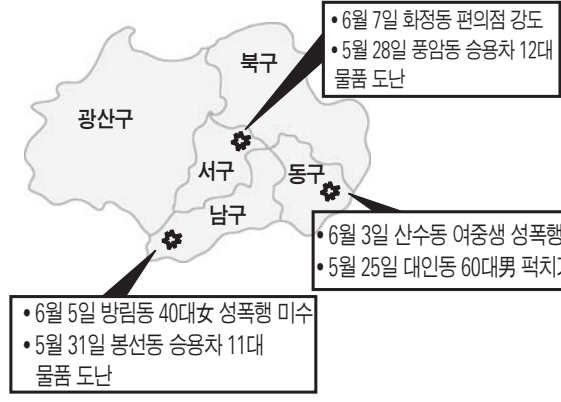 • 6월 7일 화정동 편의점 강도
• 5월 28일 풍암동 승용차 12대
물품 도난
북구
광산구
서구
동구
남구
• 6월 3일 산수동 여중생 성폭행
• 5월 25일 대인동 60대男 퍽치
• 6월 5일 방림동 40대女 성폭행 미수
• 5월 31일 봉선동 승용차 11대
물품 도난